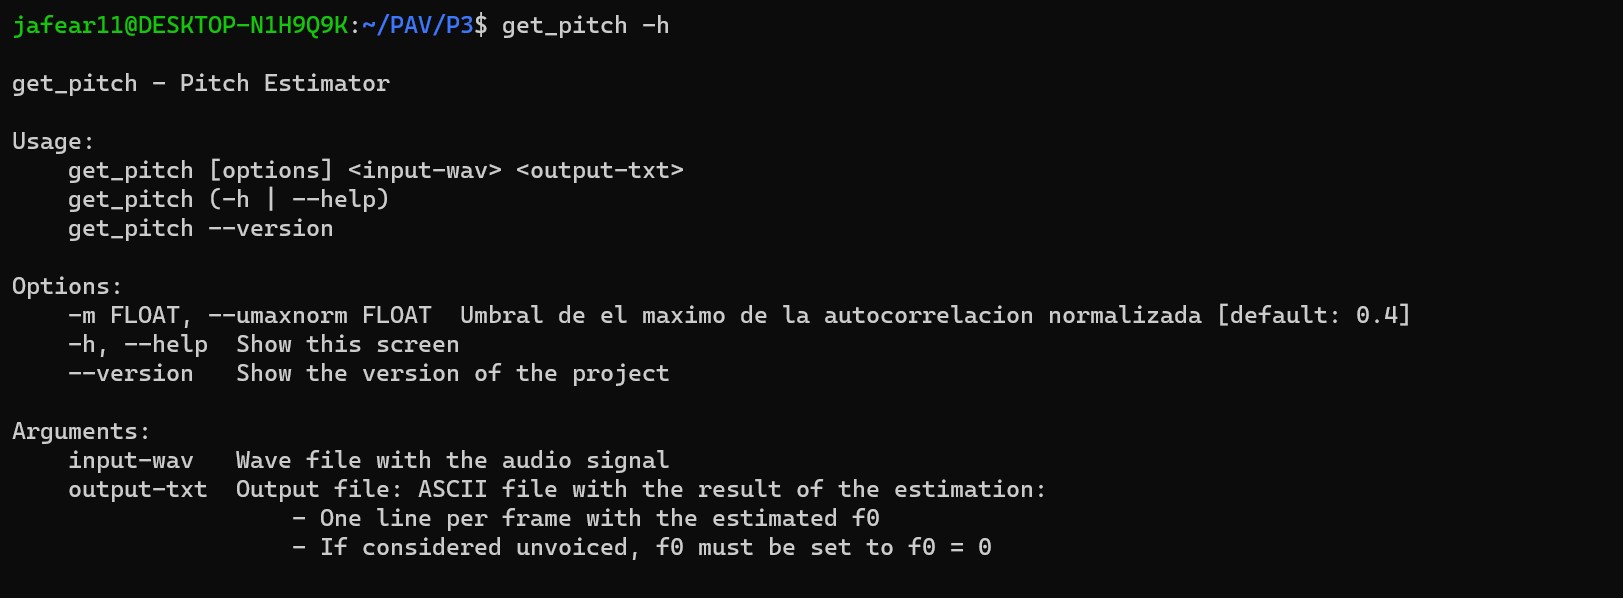 jafear11@DESKTOP-N1H9Q9K:~/PAV/P3$ get_pitch -h
get_pitch - Pitch Estimator
Usage:
get_pitch [options] <input-wav> <output-txt>
get_pitch (-h | --help)
get_pitch --version
Options:
-m FLOAT, --umaxnorm FLOAT  Umbral de el maximo de la autocorrelacion normalizada [default: 0.4]
-h, --help  Show this screen
--version   Show the version of the project
Arguments:
input-wav   Wave file with the audio signal
output-txt  Output file: ASCII file with the result of the estimation:
- One line per frame with the estimated f0
- If considered unvoiced, f0 must be set to f0 = 0